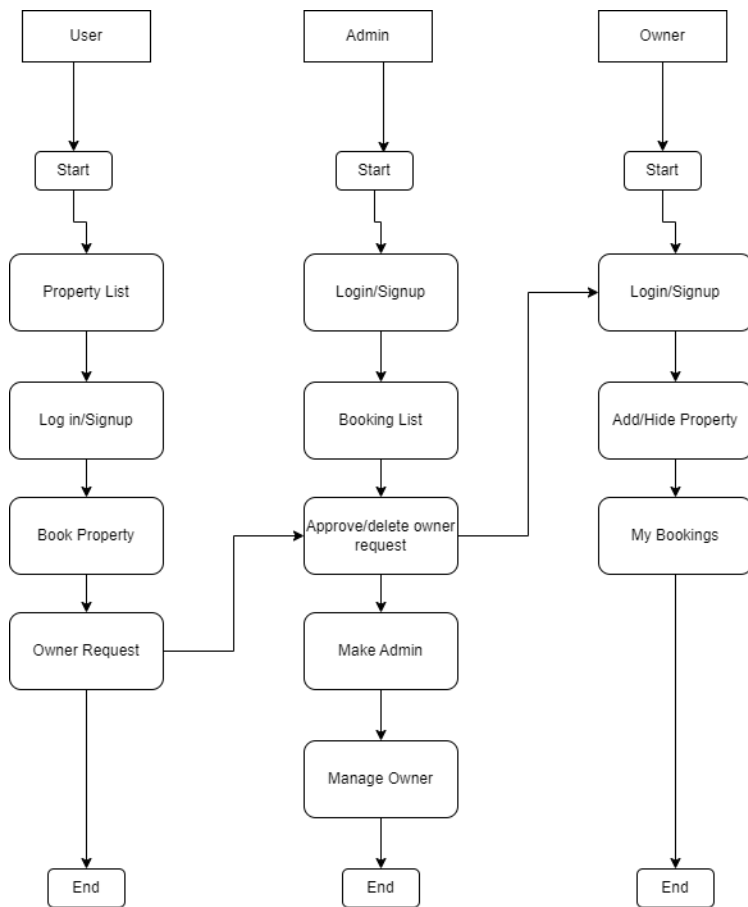 User
Admin
Owner
Start
Start
Start
Property List
Login/Signup
Login/Signup
Log in/Signup
Booking List
Add/Hide Property
Book Property
Approve/delete owner
request
My Bookings
Owner Request
Make Admin
Manage Owner
End
End
End